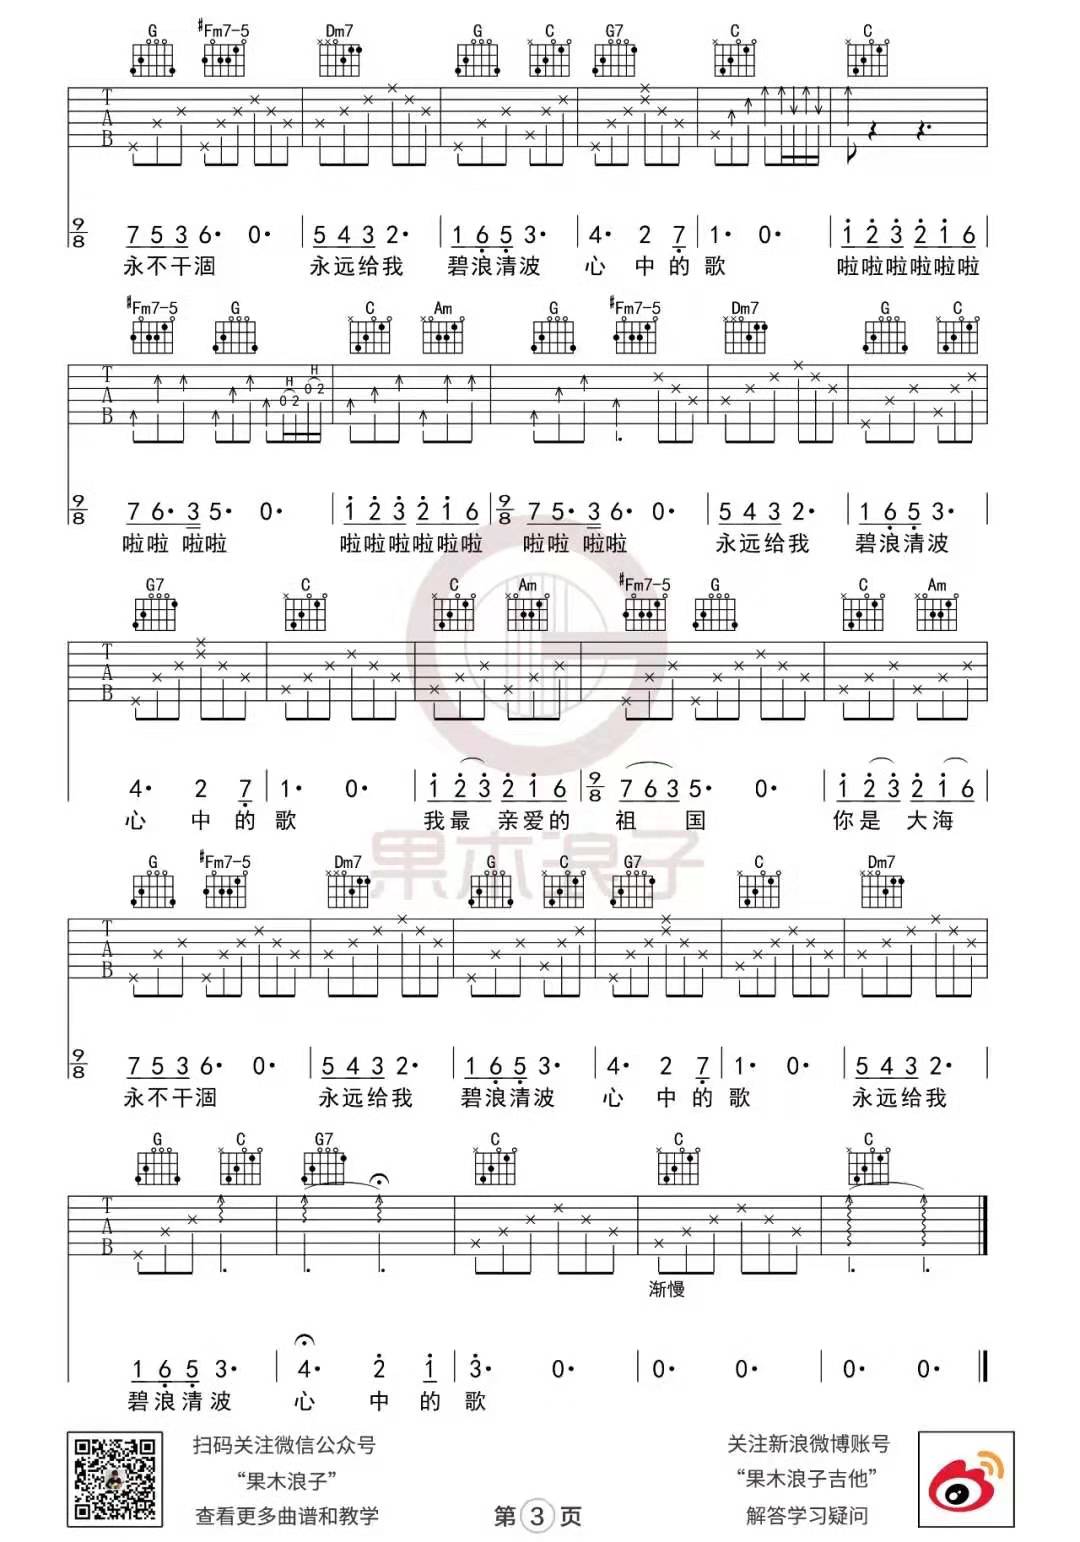 G ♯Fm7-5 Dm7 G C G7 C C
T
A
B
9/8 7 5 3 6· 0· | 5 4 3 2· | 1 6̣ 5̣ 3· | 4· 2 7̣ | 1· 0· | 1̇ 2̇ 3̇ 2̇ 1̇ 6
永不干涸 永远给我 碧浪清波 心 中 的 歌 啦啦啦啦啦啦
♯Fm7-5 G C Am G ♯Fm7-5 Dm7 G C
T
A
B
H H
0 2 0 2
9/8 7 6· 3 5· 0· | 1̇ 2̇ 3̇ 2̇ 1̇ 6 | 9/8 7 5· 3 6· 0· | 5 4 3 2· | 1 6̣ 5̣ 3·
啦啦 啦啦 啦啦啦啦啦啦 啦啦 啦啦 永远给我 碧浪清波
G7 C C Am ♯Fm7-5 G C Am
T
A
B
4· 2 7̣ | 1· 0· | 1̇ 2̇ 3̇ 2̇ 1̇ 6 | 9/8 7 6 3 5· 0· | 1̇ 2̇ 3̇ 2̇ 1̇ 6
心 中 的 歌 我最 亲爱的 祖 国 你是 大海
果木浪子
G ♯Fm7-5 Dm7 G C G7 C Dm7
T
A
B
9/8 7 5 3 6· 0· | 5 4 3 2· | 1 6̣ 5̣ 3· | 4· 2 7̣ | 1· 0· | 5 4 3 2·
永不干涸 永远给我 碧浪清波 心 中 的 歌 永远给我
G C G7 C C C
T
A
B
渐慢
1 6̣ 5̣ 3· | 4· 2̇ 1̇ | 3̇· 0· | 0· 0· | 0· 0·
碧浪清波 心 中 的 歌
扫码关注微信公众号
“果木浪子”
查看更多曲谱和教学
第 3 页
关注新浪微博账号
“果木浪子吉他”
解答学习疑问